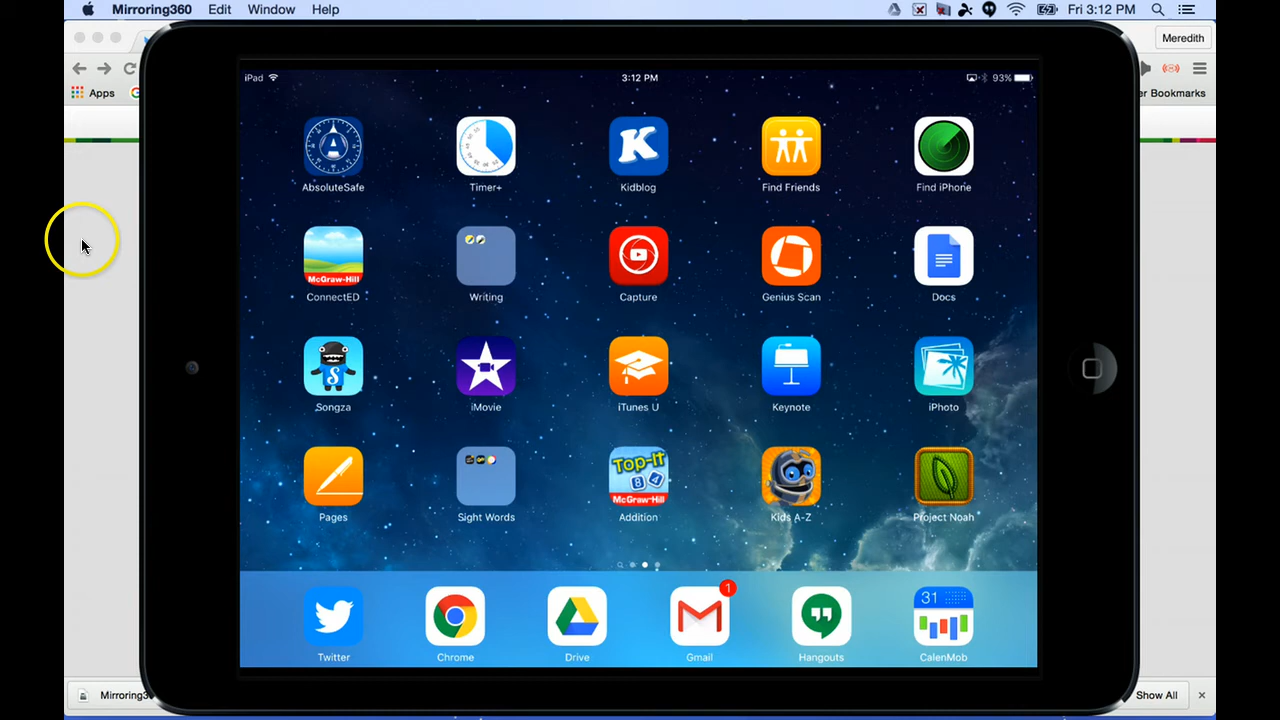 Mirroring360 Edit Window Help Fri 3:12 PM
Meredith
Apps er Bookmarks
iPad 3:12 PM 93%
AbsoluteSafe Timer+ Kidblog Find Friends Find iPhone
McGraw-Hill
ConnectED Writing Capture Genius Scan Docs
Songza iMovie iTunes U Keynote iPhoto
Top-It
McGraw-Hill
Pages Sight Words Addition Kids A-Z Project Noah
1
31
Twitter Chrome Drive Gmail Hangouts CalenMob
Mirroring3 Show All